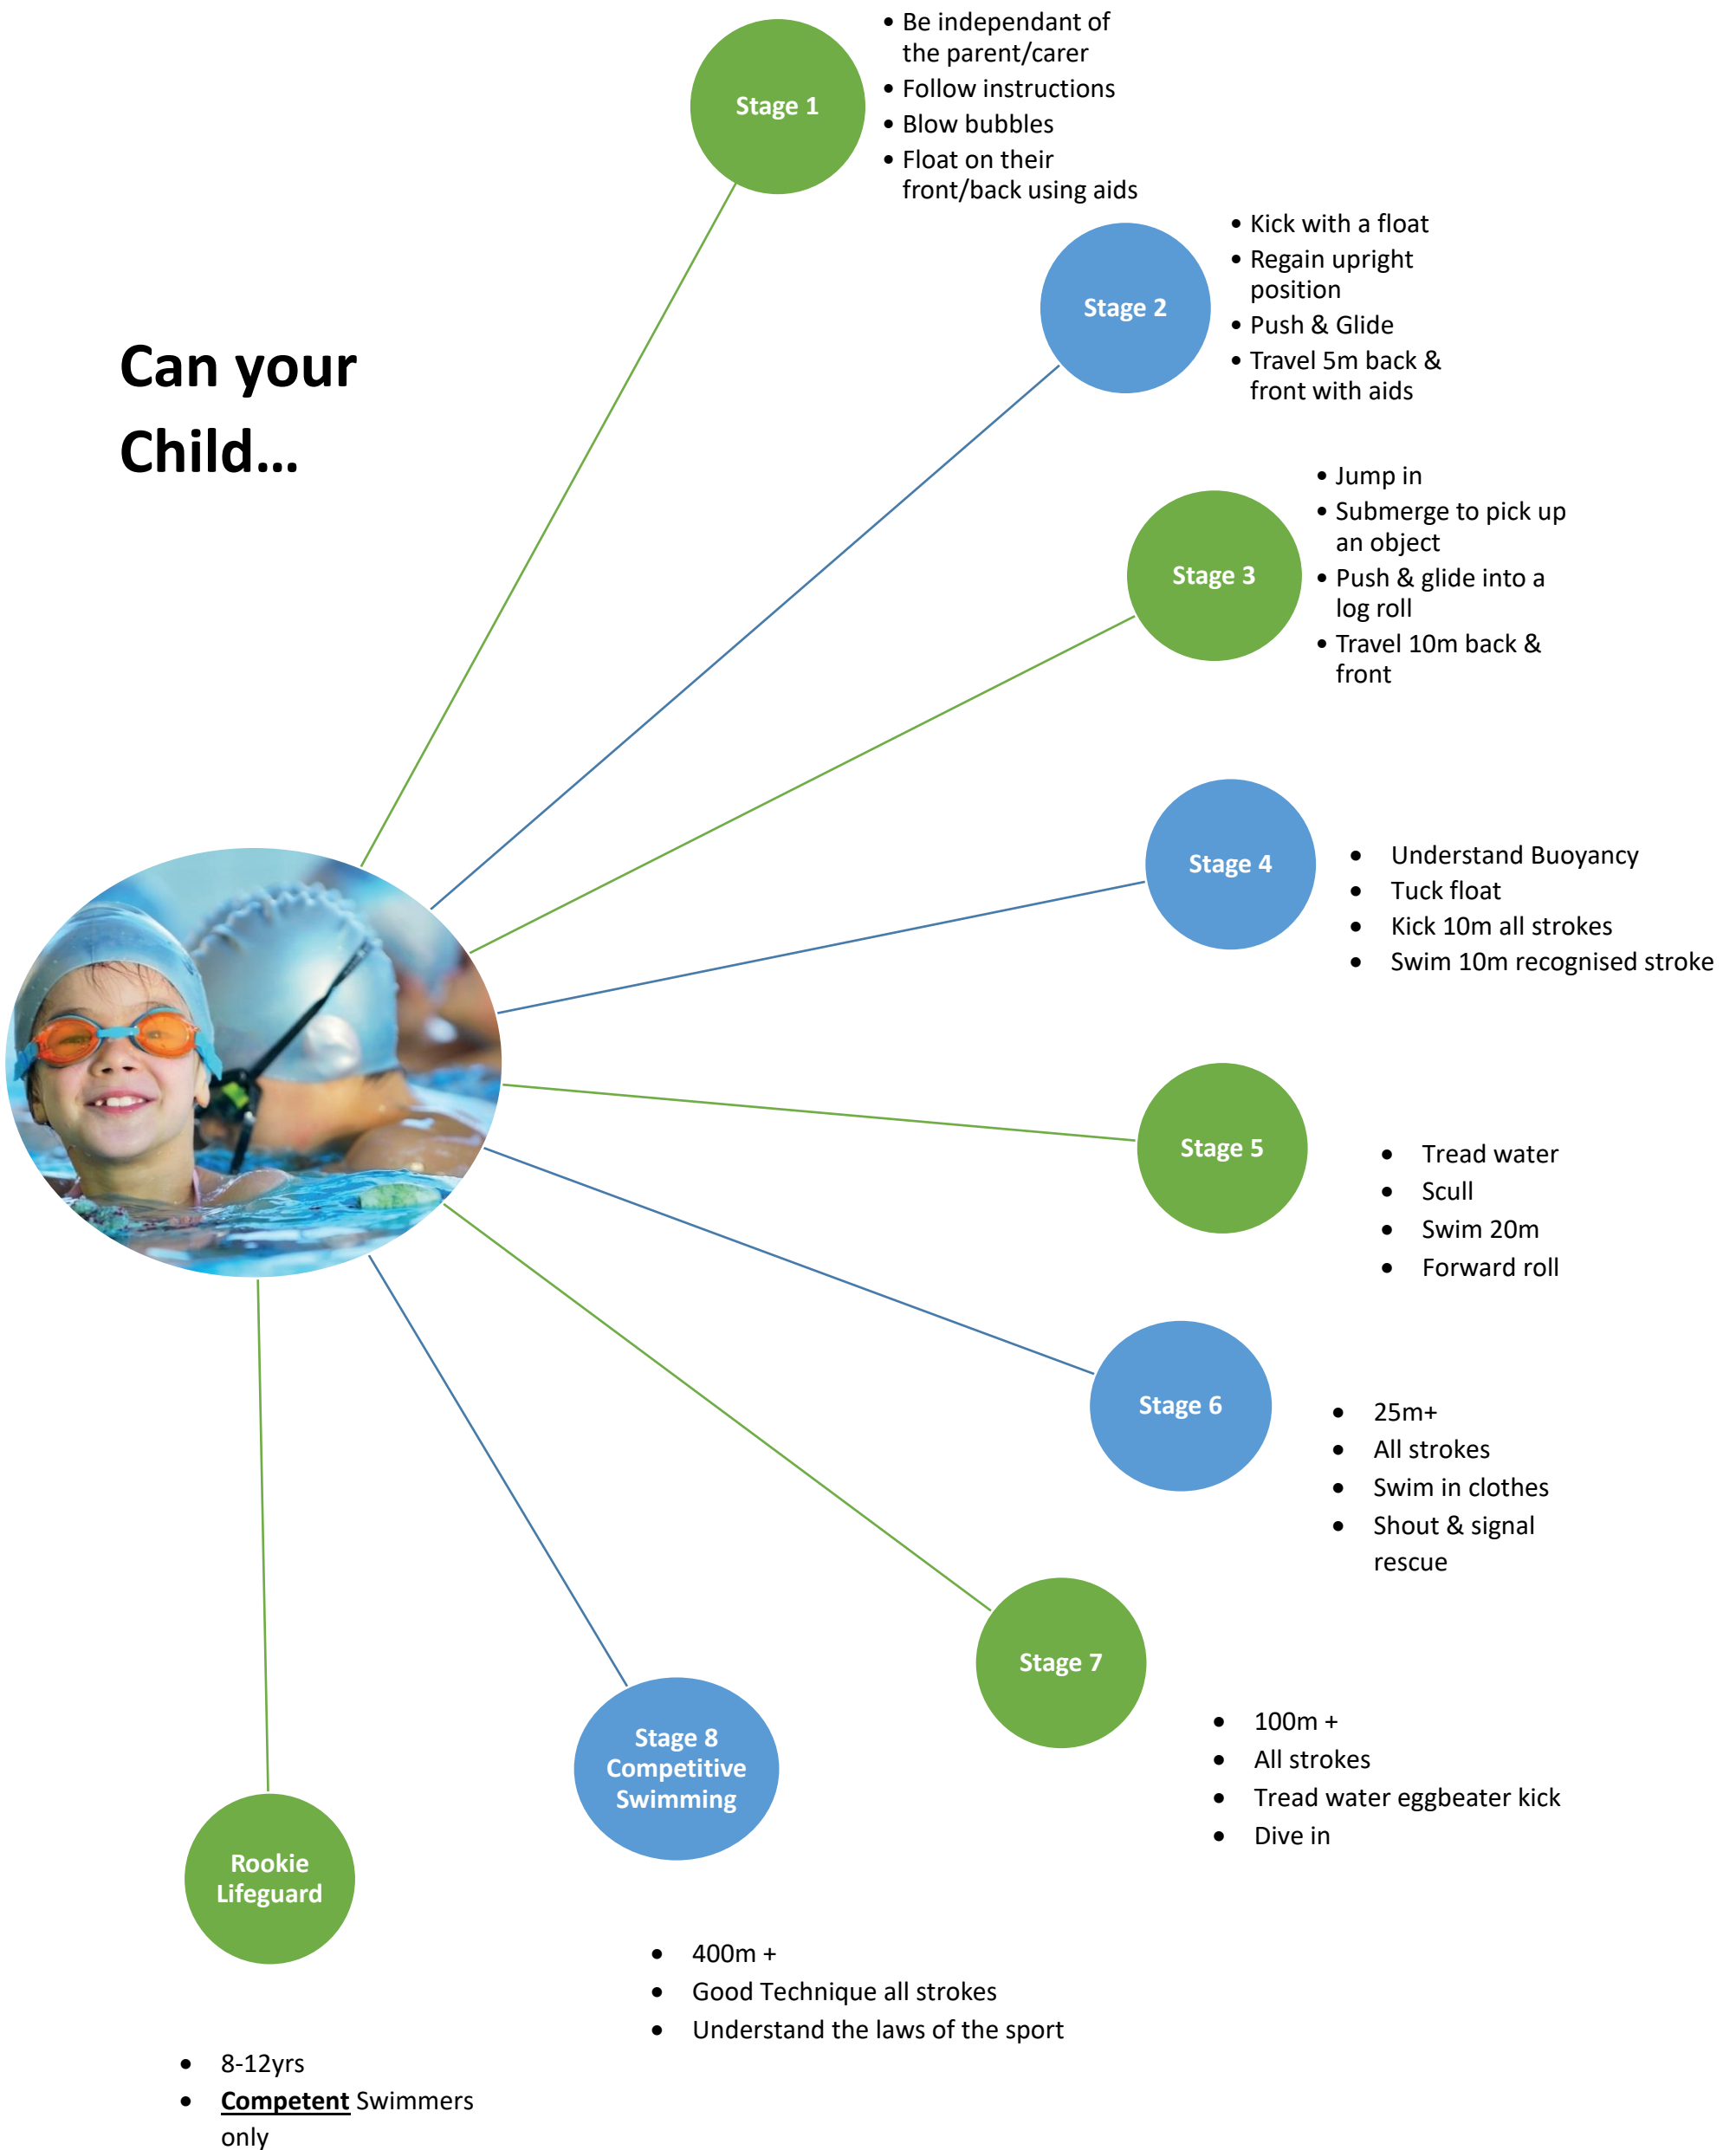 Can your
Child...
Stage 1
• Be independant of
the parent/carer
• Follow instructions
• Blow bubbles
• Float on their
front/back using aids
Stage 2
• Kick with a float
• Regain upright
position
• Push & Glide
• Travel 5m back &
front with aids
Stage 3
• Jump in
• Submerge to pick up
an object
• Push & glide into a
log roll
• Travel 10m back &
front
Stage 4
• Understand Buoyancy
• Tuck float
• Kick 10m all strokes
• Swim 10m recognised stroke
Stage 5
• Tread water
• Scull
• Swim 20m
• Forward roll
Stage 6
• 25m+
• All strokes
• Swim in clothes
• Shout & signal
rescue
Stage 7
• 100m +
• All strokes
• Tread water eggbeater kick
• Dive in
Stage 8
Competitive
Swimming
• 400m +
• Good Technique all strokes
• Understand the laws of the sport
Rookie
Lifeguard
• 8-12yrs
• Competent Swimmers
only